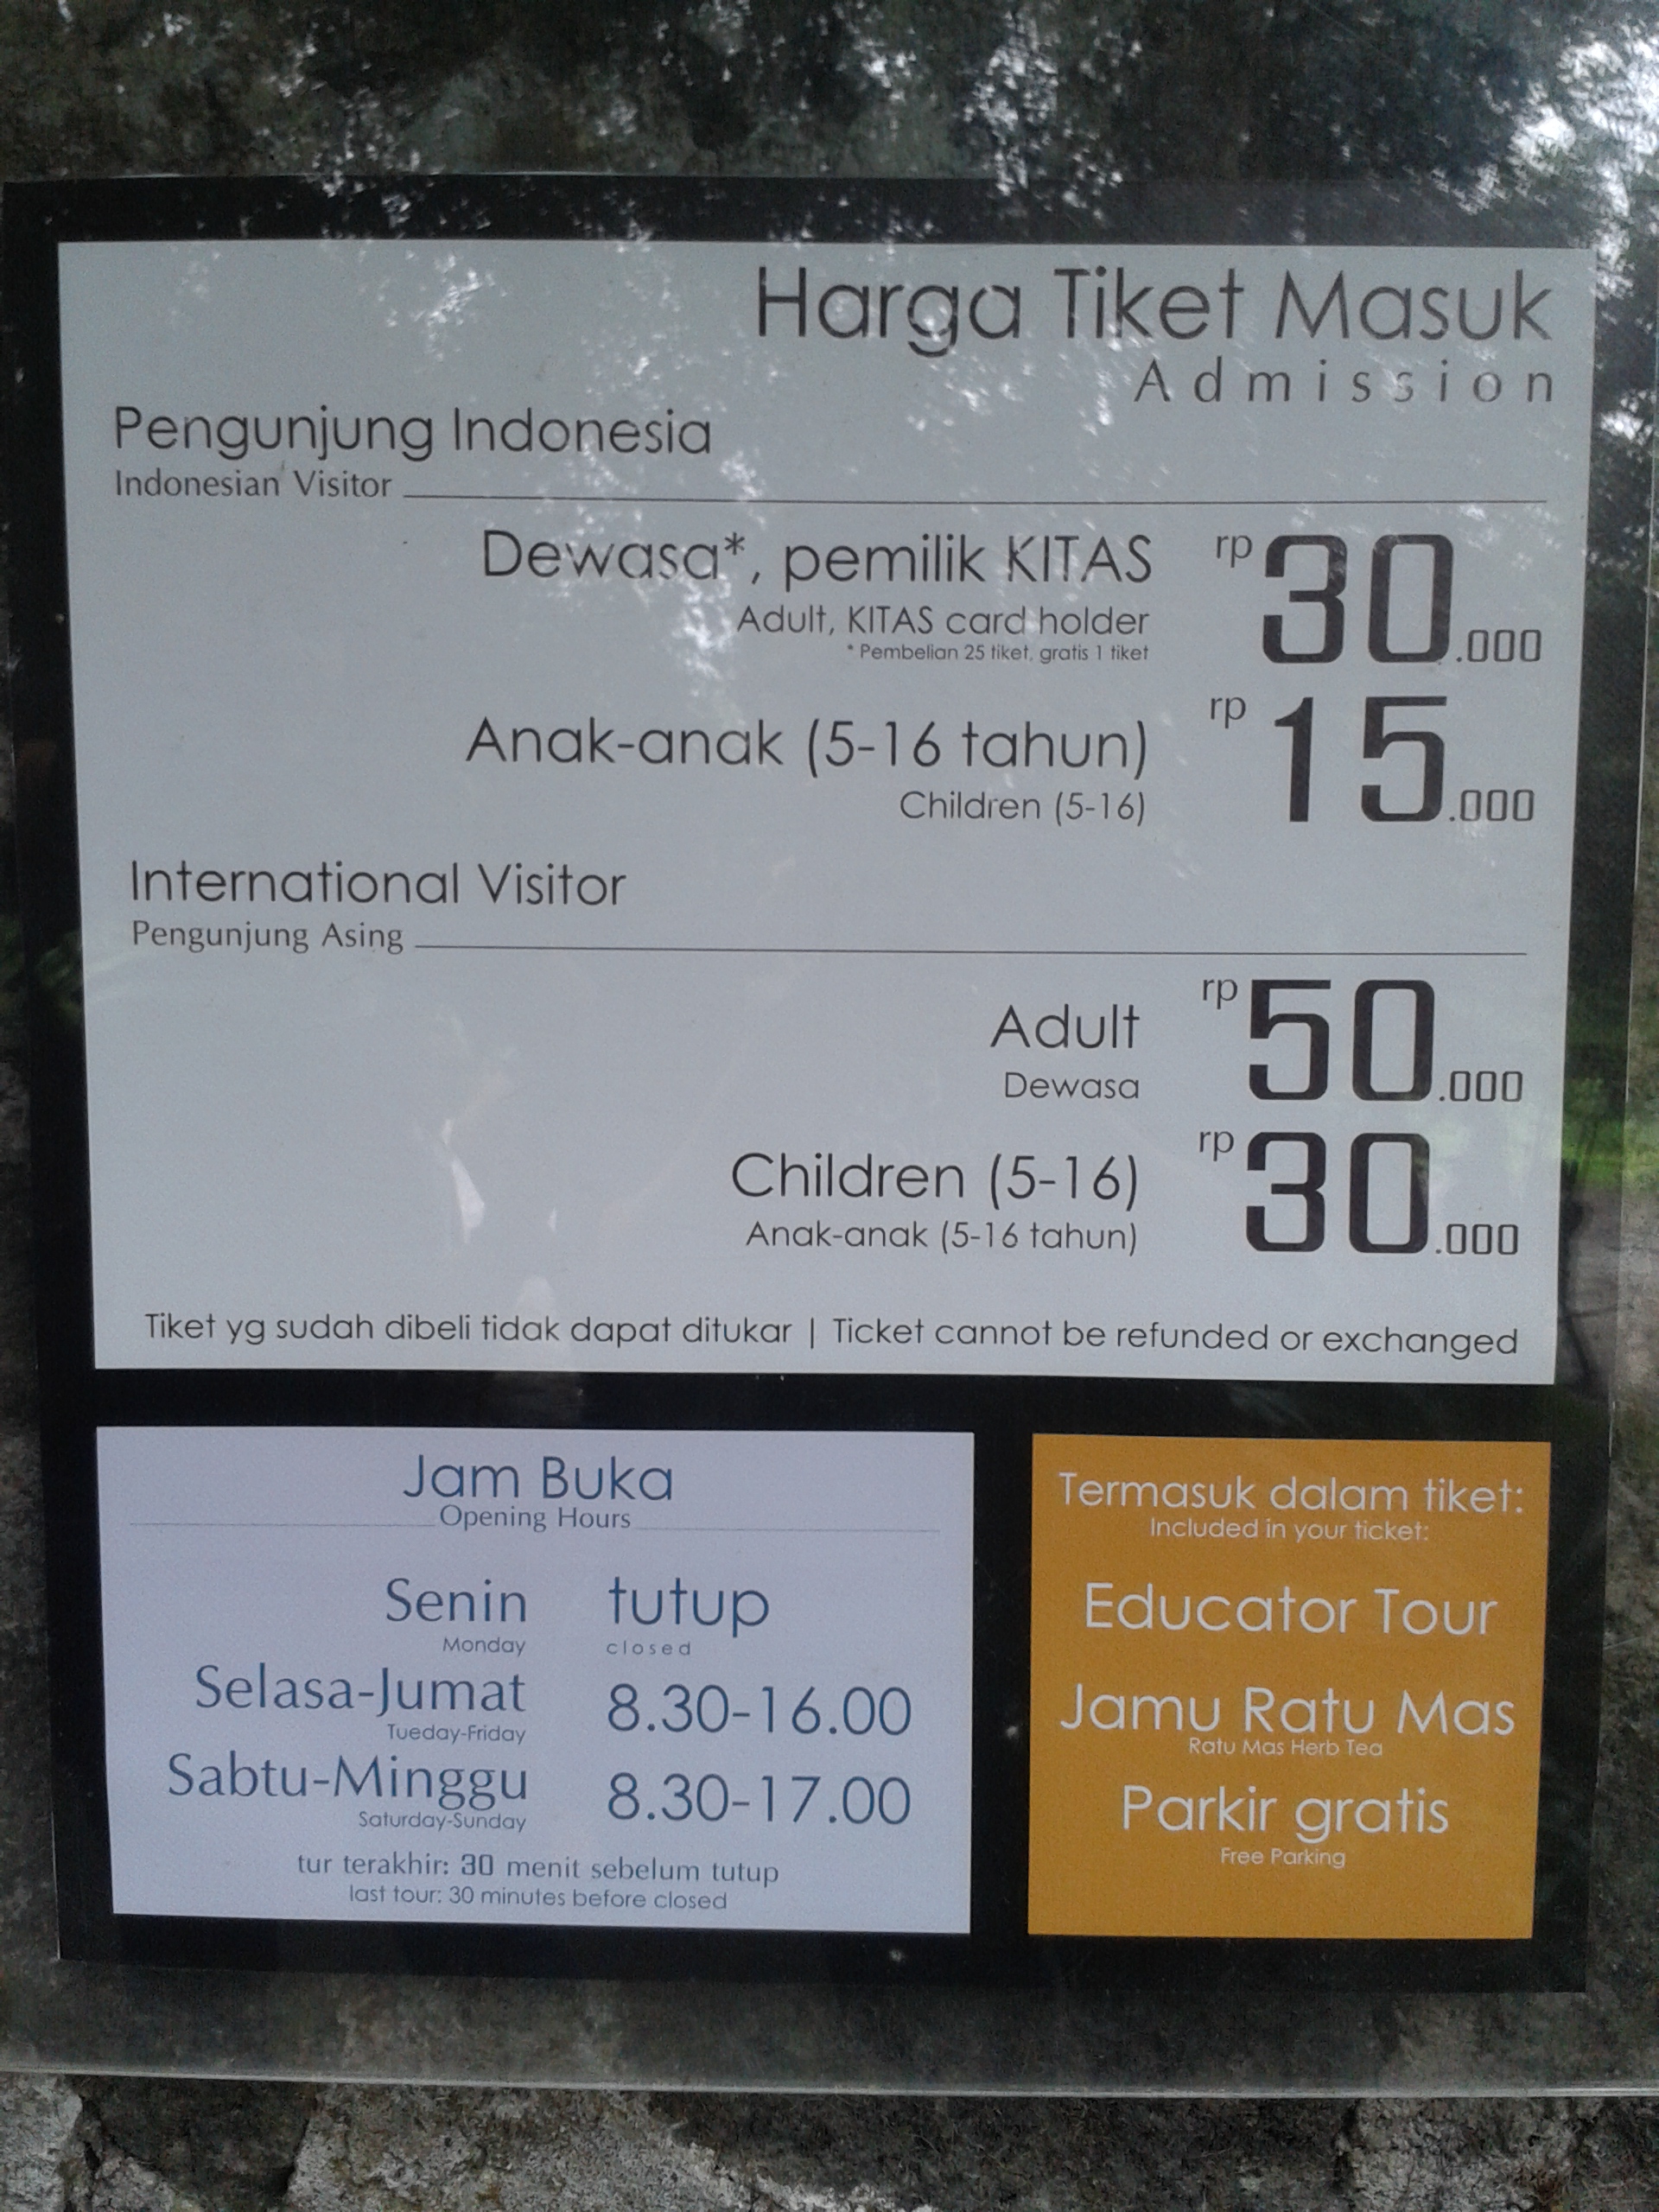 Harga Tiket Masuk
Admission
Pengunjung Indonesia
Indonesian Visitor
Dewasa*, pemilik KITAS rp 30.000
Adult, KITAS card holder
* Pembelian 25 tiket, gratis 1 tiket
Anak-anak (5-16 tahun) rp 15.000
Children (5-16)
International Visitor
Pengunjung Asing
Adult rp 50.000
Dewasa
Children (5-16) rp 30.000
Anak-anak (5-16 tahun)
Tiket yg sudah dibeli tidak dapat ditukar | Ticket cannot be refunded or exchanged
Jam Buka
Opening Hours
Senin tutup
Monday closed
Selasa-Jumat 8.30-16.00
Tueday-Friday
Sabtu-Minggu 8.30-17.00
Saturday-Sunday
tur terakhir: 30 menit sebelum tutup
last tour: 30 minutes before closed
Termasuk dalam tiket:
Included in your ticket:
Educator Tour
Jamu Ratu Mas
Ratu Mas Herb Tea
Parkir gratis
Free Parking